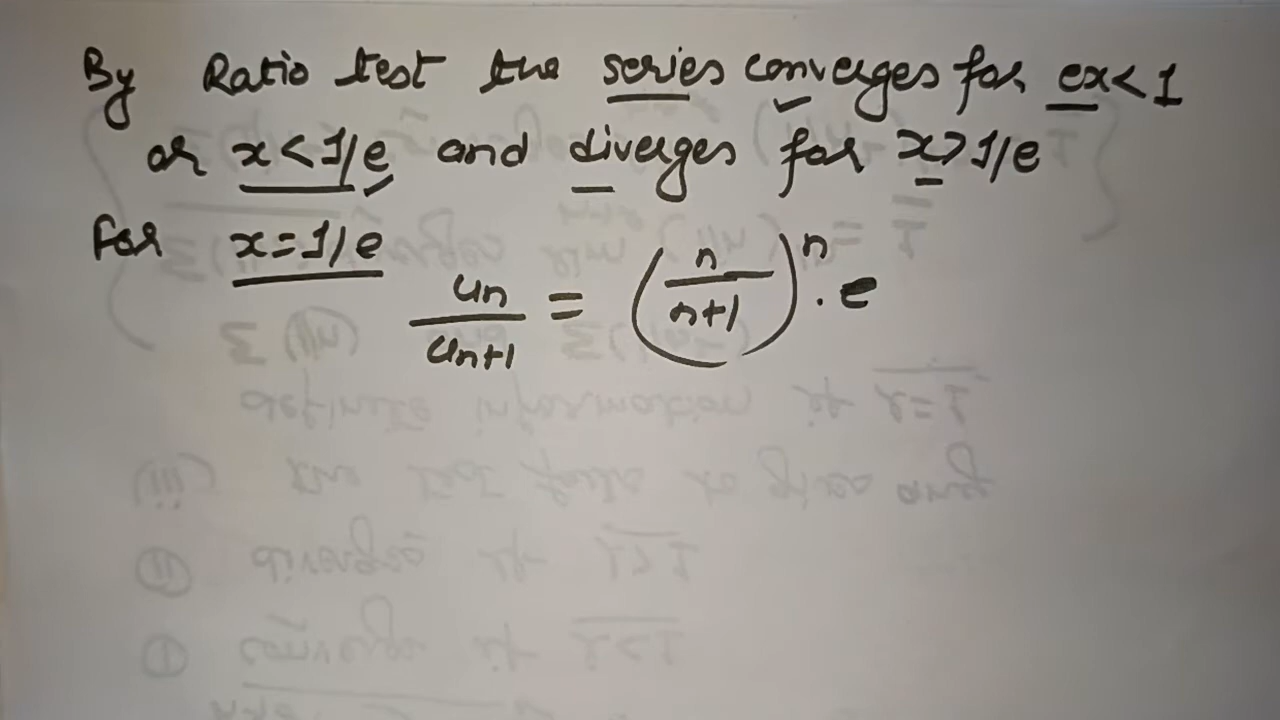 By Ratio test the series converges for ex<1
or x<1/e and diverges for x>1/e
For x=1/e
un/un+1 = (n/n+1)^n . e